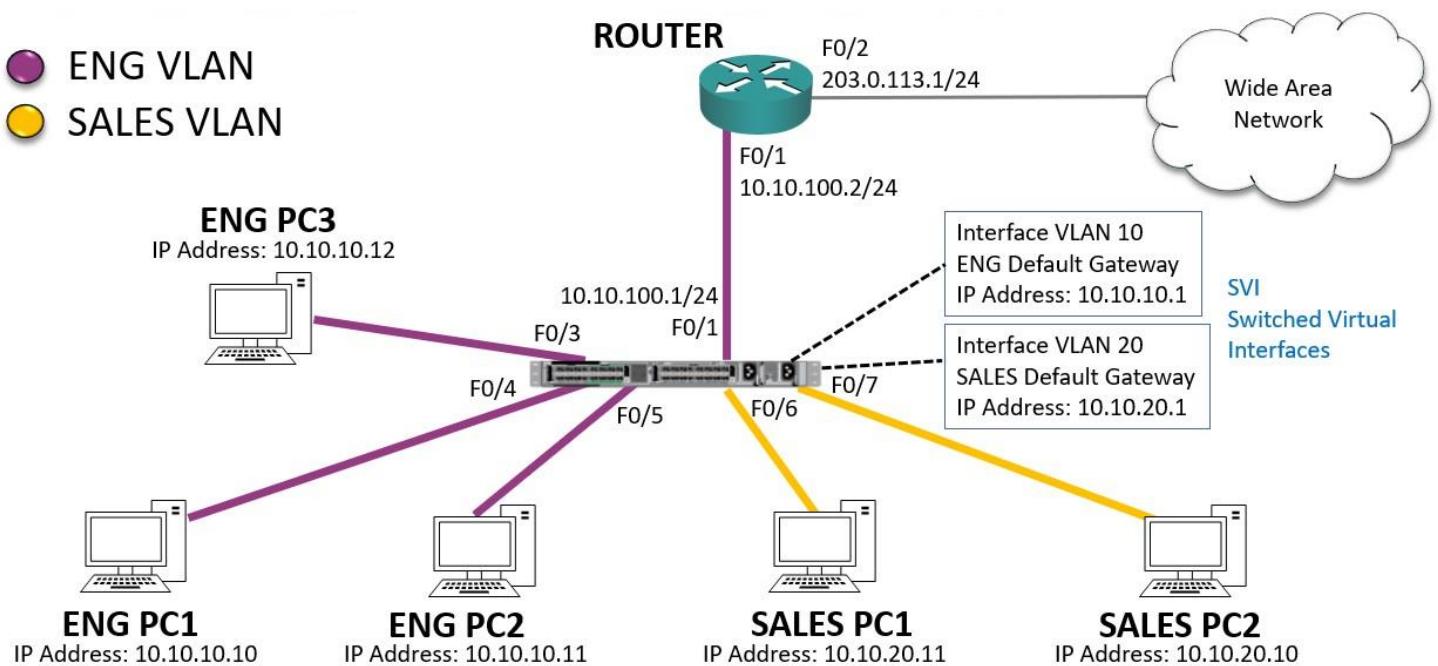 ENG VLAN
SALES VLAN
ROUTER
F0/2
203.0.113.1/24
Wide Area
Network
F0/1
10.10.100.2/24
ENG PC3
IP Address: 10.10.10.12
10.10.100.1/24
F0/1
F0/3
Interface VLAN 10
ENG Default Gateway
IP Address: 10.10.10.1
SVI
Switched Virtual
Interfaces
Interface VLAN 20
SALES Default Gateway
IP Address: 10.10.20.1
F0/4
F0/5
F0/6
F0/7
ENG PC1
IP Address: 10.10.10.10
ENG PC2
IP Address: 10.10.10.11
SALES PC1
IP Address: 10.10.20.11
SALES PC2
IP Address: 10.10.20.10